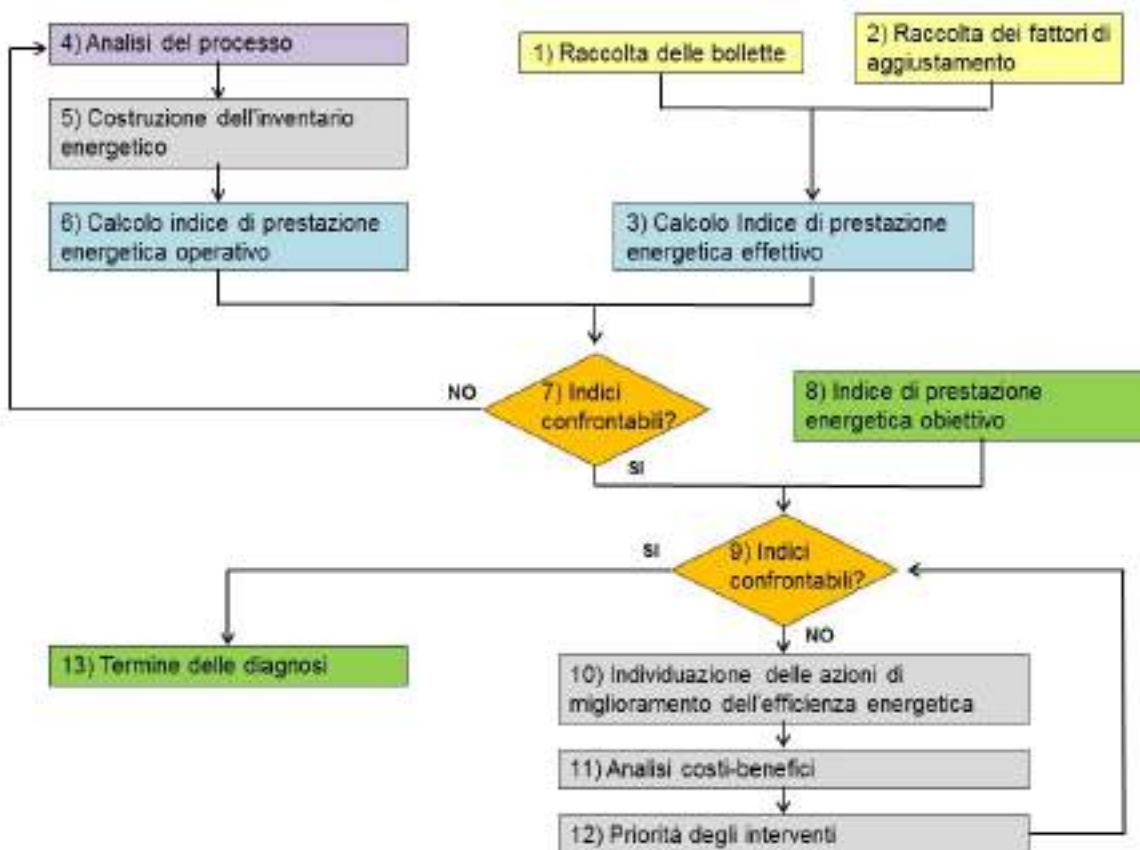 4) Analisi del processo
1) Raccolta delle bollette
2) Raccolta dei fattori di
aggiustamento
5) Costruzione dell'inventario
energetico
6) Calcolo indice di prestazione
energetica operativo
3) Calcolo Indice di prestazione
energetica effettivo
NO
7) Indici
confrontabili?
8) Indice di prestazione
energetica obiettivo
SI
SI
9) Indici
confrontabili?
NO
13) Termine delle diagnosi
10) Individuazione delle azioni di
miglioramento dell'efficienza energetica
11) Analisi costi-benefici
12) Priorità degli interventi